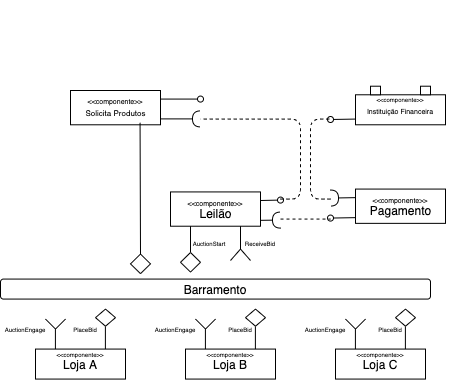 <<componente>>
Solicita Produtos
<<componente>>
Instituição Financeira
<<componente>>
Leilão
<<componente>>
Pagamento
AuctionStart
ReceiveBid
Barramento
AuctionEngage
PlaceBid
AuctionEngage
PlaceBid
AuctionEngage
PlaceBid
<<componente>>
Loja A
<<componente>>
Loja B
<<componente>>
Loja C